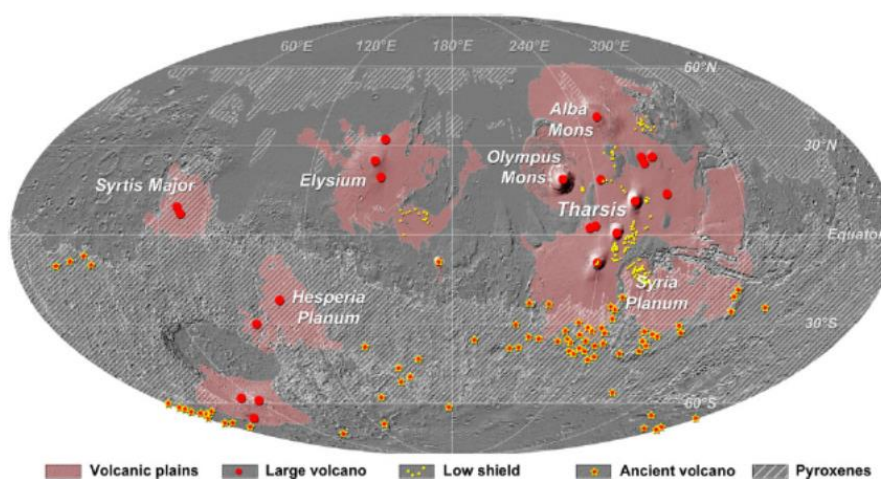 60°E 120°E 180°E 240°E 300°E
60°N
Alba
Mons
30°N
Olympus
Mons
Syrtis Major
Elysium
Tharsis
Equator
Hesperia
Planum
Syria
Planum
30°S
60°S
Volcanic plains Large volcano Low shield Ancient volcano Pyroxenes